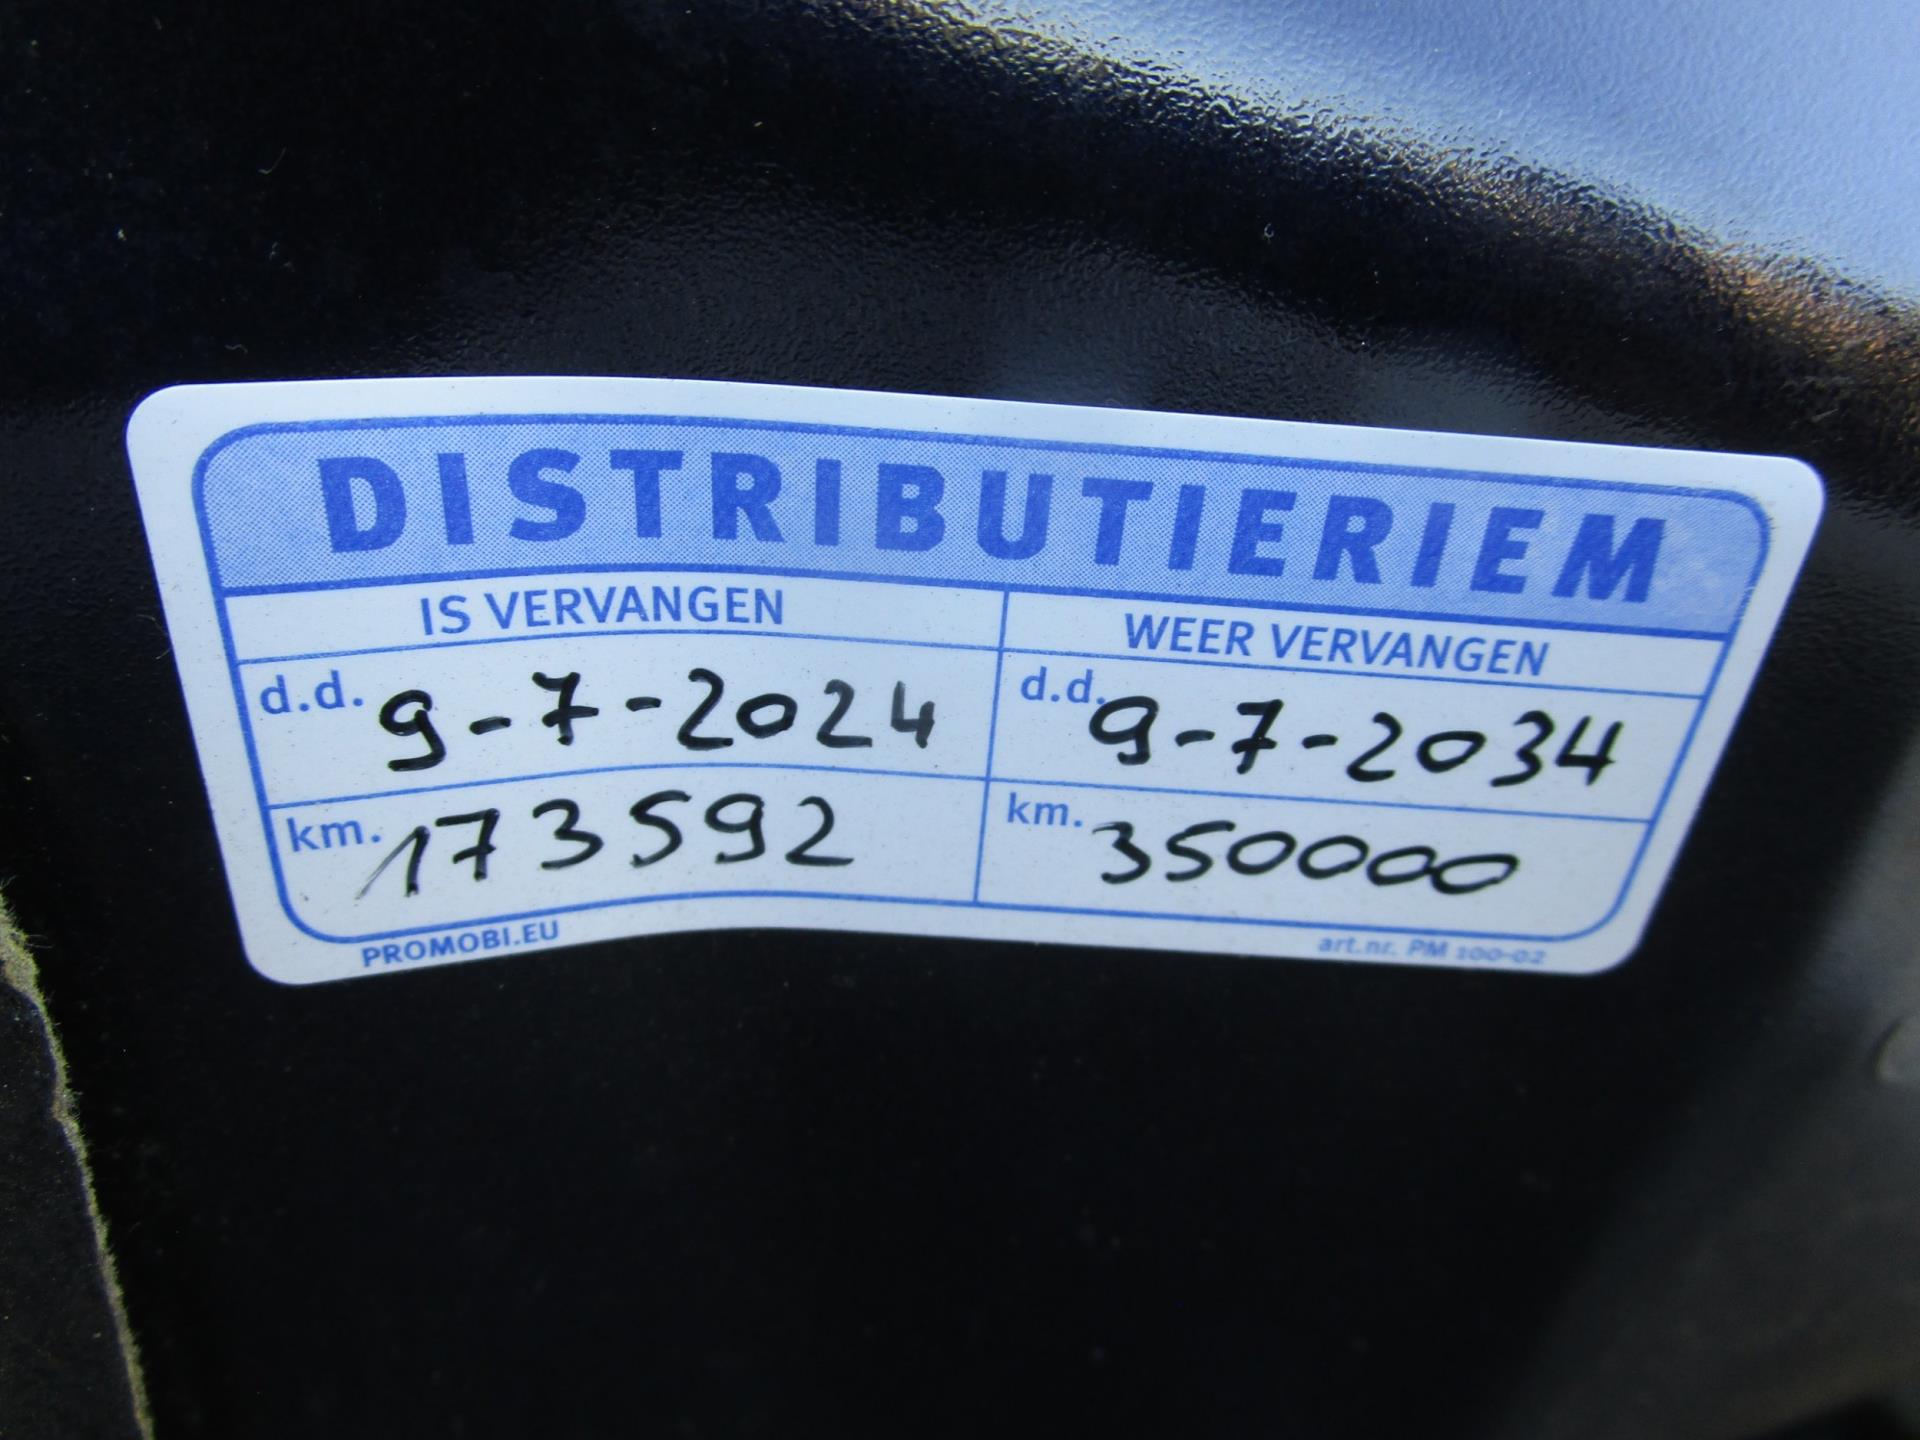 DISTRIBUTIERIEM
IS VERVANGEN
WEER VERVANGEN
d.d. 9-7-2024
d.d. 9-7-2034
km. 173592
km. 350000
PROMOBI.EU
art.nr. PM 100-02